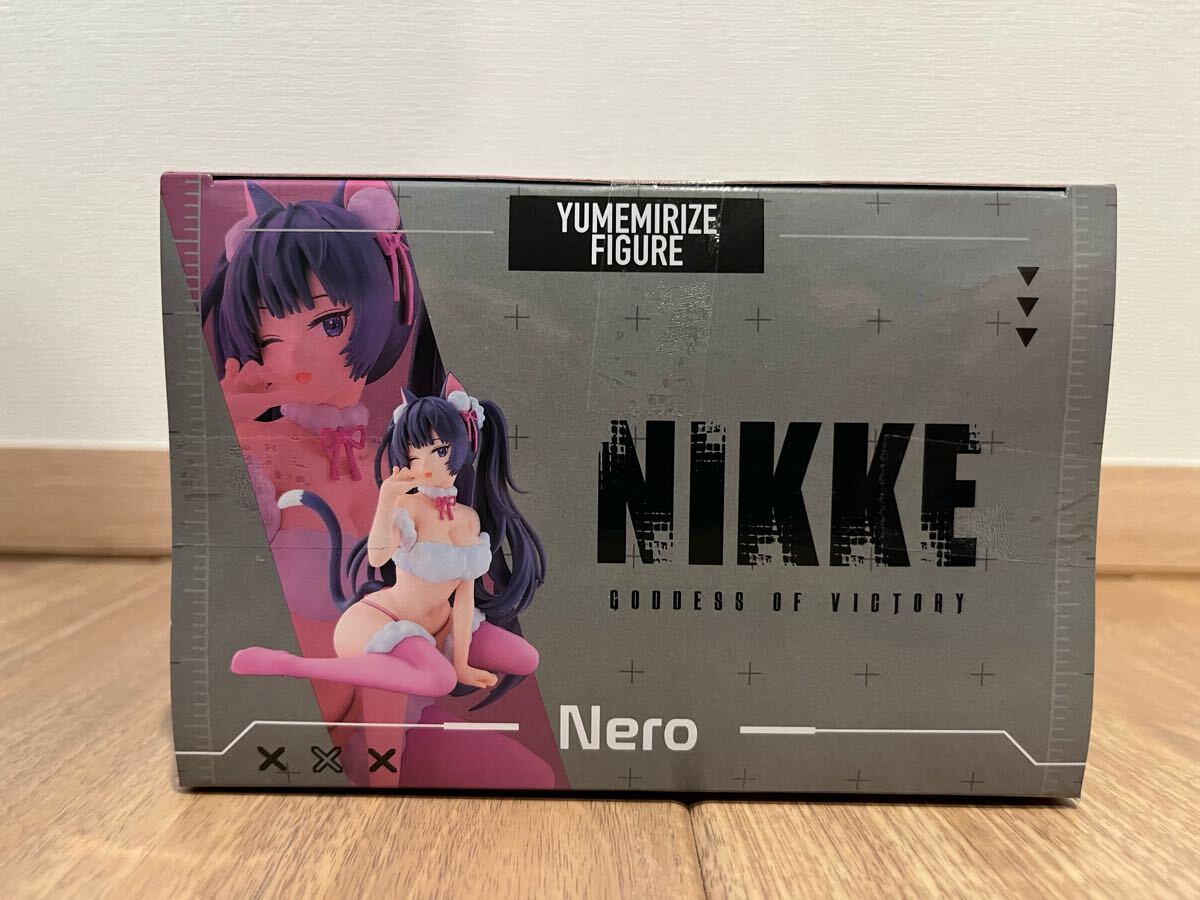 YUMEMIRIZE
FIGURE
NIKKE
GODDESS OF VICTORY
Nero